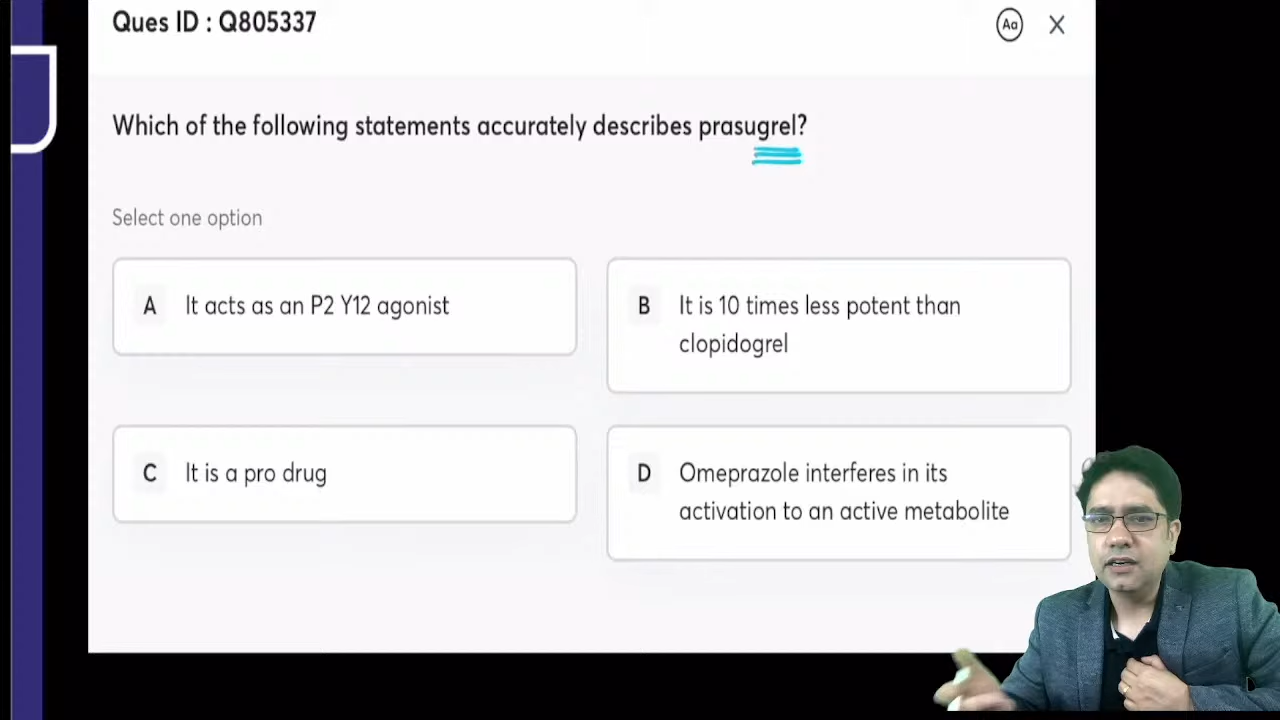 Ques ID : Q805337
Aa
Which of the following statements accurately describes prasugrel?
Select one option
A It acts as an P2 Y12 agonist
B It is 10 times less potent than
clopidogrel
C It is a pro drug
D Omeprazole interferes in its
activation to an active metabolite